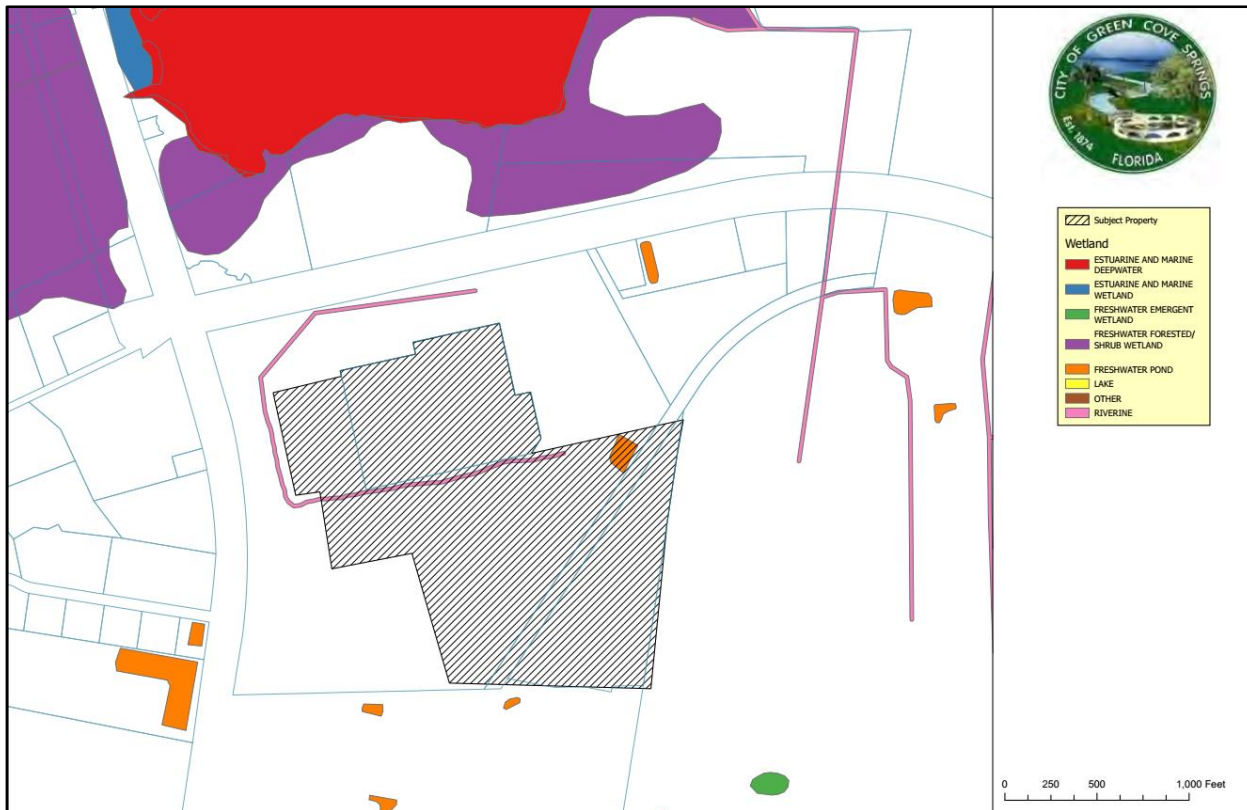 CITY OF GREEN COVE SPRINGS
Est. 1874
FLORIDA
Subject Property
Wetland
ESTUARINE AND MARINE
DEEPWATER
ESTUARINE AND MARINE
WETLAND
FRESHWATER EMERGENT
WETLAND
FRESHWATER FORESTED/
SHRUB WETLAND
FRESHWATER POND
LAKE
OTHER
RIVERINE
0 250 500 1,000 Feet